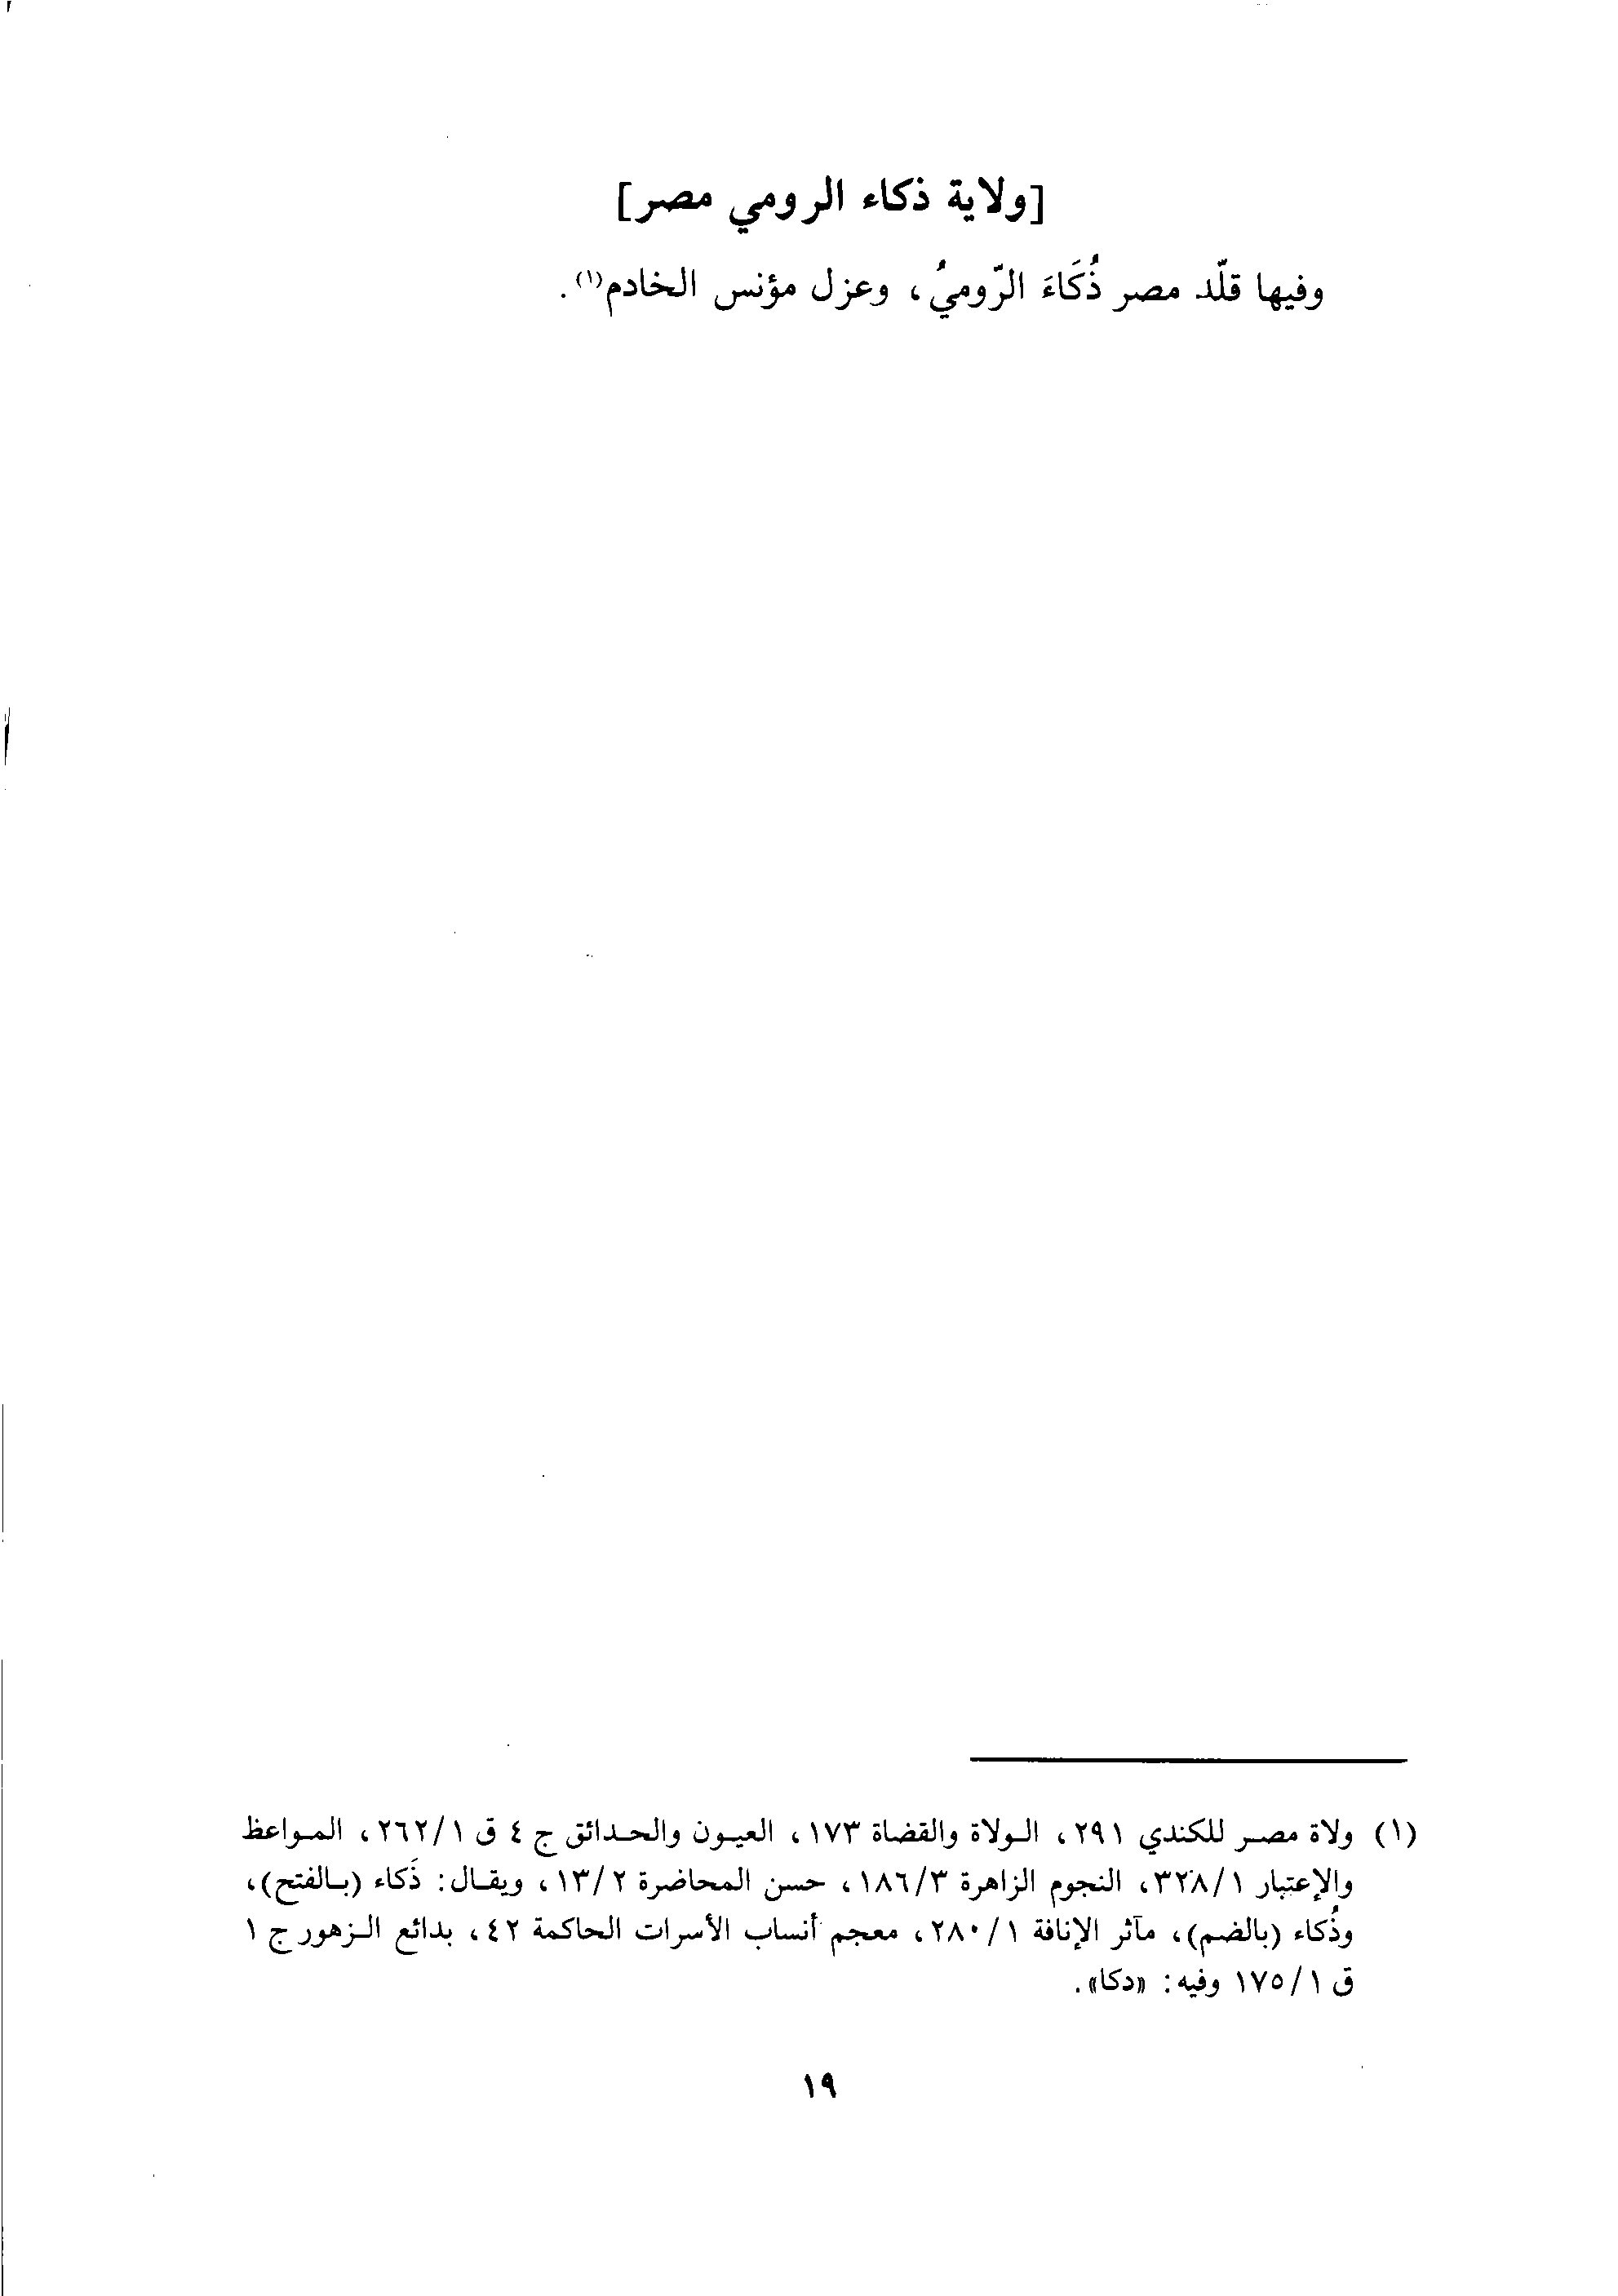 [ولاية ذكاء الرومي مصر]
وفيها قلّد مصر ذُكَاءَ الرّوميُ، وعزل مؤنس الخادم(١).
(١) ولاة مصر للكندي ٢٩١، الولاة والقضاة ١٧٣، العيون والحدائق ج ٤ ق ٢٦٢/١، المواعظ
والإعتبار ٣٢٨/١، النجوم الزاهرة ١٨٦/٣، حسن المحاضرة ١٣/٢، ويقال: ذَكاء (بالفتح)،
وذُكاء (بالضم)، مآثر الإنافة ٢٨٠/١، معجم أنساب الأسرات الحاكمة ٤٢، بدائع الزهور ج ١
ق ١٧٥/١ وفيه: «دكا».
١٩